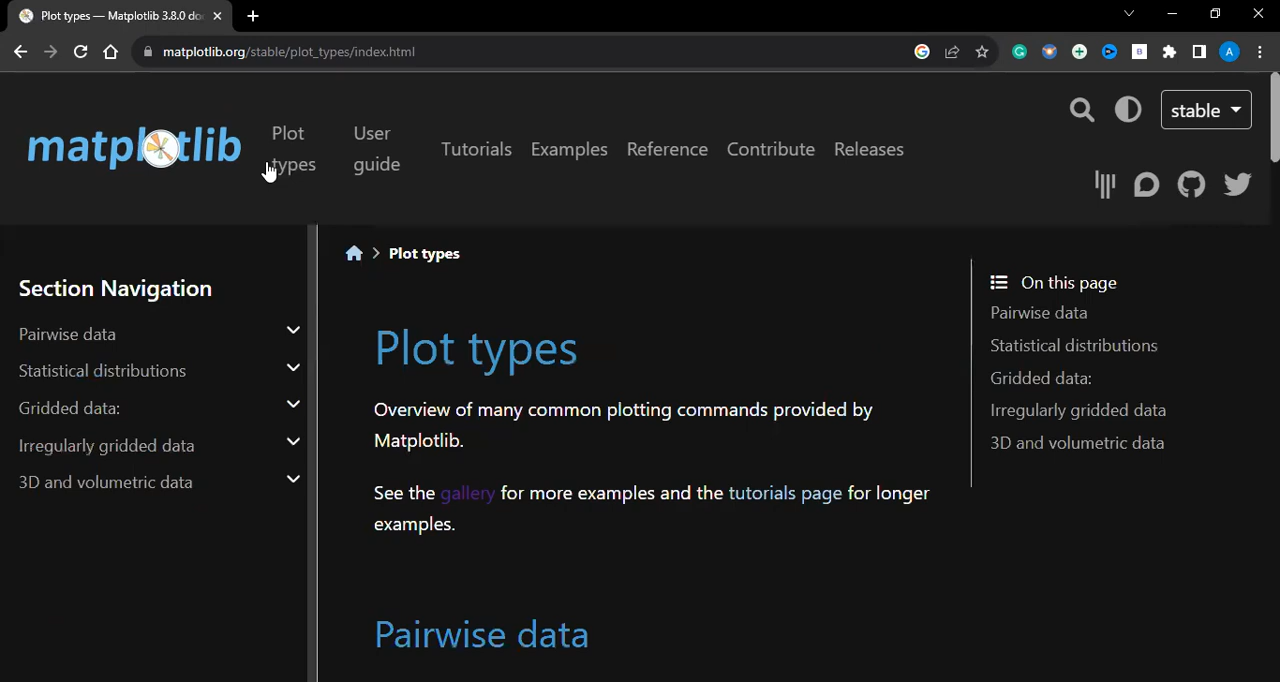 Plot types — Matplotlib 3.8.0 do
matplotlib.org/stable/plot_types/index.html
A
matplotlib
Plot types
User guide
Tutorials
Examples
Reference
Contribute
Releases
stable
Plot types
Section Navigation
Pairwise data
Statistical distributions
Gridded data:
Irregularly gridded data
3D and volumetric data
Plot types
Overview of many common plotting commands provided by
Matplotlib.
See the gallery for more examples and the tutorials page for longer
examples.
Pairwise data
On this page
Pairwise data
Statistical distributions
Gridded data:
Irregularly gridded data
3D and volumetric data